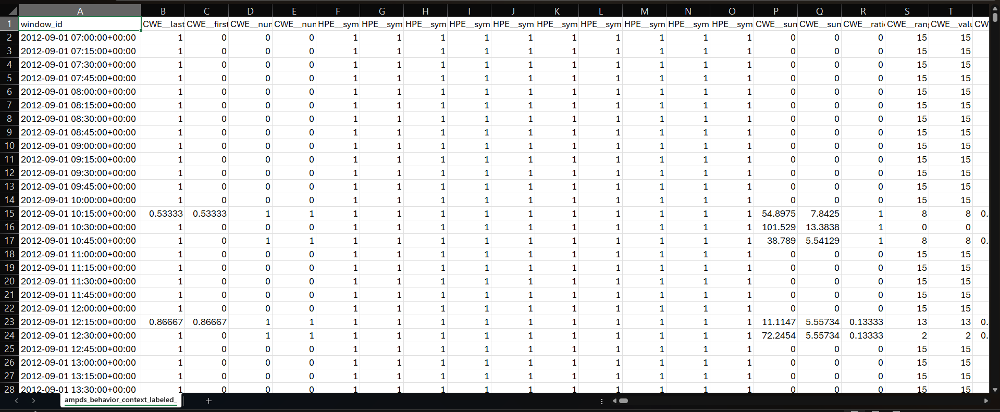 A B C D E F G H I J K L M N O P Q R S T
1 window_id CWE__last CWE__first CWE__nun CWE__nun HPE__sym HPE__sym HPE__sym HPE__sym HPE__sym HPE__sym HPE__sym HPE__sym HPE__sym HPE__sym CWE__sun CWE__sun CWE__rati CWE__ran CWE__valu CW
2 2012-09-01 07:00:00+00:00 1 0 0 0 1 1 1 1 1 1 1 1 1 1 0 0 0 15 15
3 2012-09-01 07:15:00+00:00 1 0 0 0 1 1 1 1 1 1 1 1 1 1 0 0 0 15 15
4 2012-09-01 07:30:00+00:00 1 0 0 0 1 1 1 1 1 1 1 1 1 1 0 0 0 15 15
5 2012-09-01 07:45:00+00:00 1 0 0 0 1 1 1 1 1 1 1 1 1 1 0 0 0 15 15
6 2012-09-01 08:00:00+00:00 1 0 0 0 1 1 1 1 1 1 1 1 1 1 0 0 0 15 15
7 2012-09-01 08:15:00+00:00 1 0 0 0 1 1 1 1 1 1 1 1 1 1 0 0 0 15 15
8 2012-09-01 08:30:00+00:00 1 0 0 0 1 1 1 1 1 1 1 1 1 1 0 0 0 15 15
9 2012-09-01 08:45:00+00:00 1 0 0 0 1 1 1 1 1 1 1 1 1 1 0 0 0 15 15
10 2012-09-01 09:00:00+00:00 1 0 0 0 1 1 1 1 1 1 1 1 1 1 0 0 0 15 15
11 2012-09-01 09:15:00+00:00 1 0 0 0 1 1 1 1 1 1 1 1 1 1 0 0 0 15 15
12 2012-09-01 09:30:00+00:00 1 0 0 0 1 1 1 1 1 1 1 1 1 1 0 0 0 15 15
13 2012-09-01 09:45:00+00:00 1 0 0 0 1 1 1 1 1 1 1 1 1 1 0 0 0 15 15
14 2012-09-01 10:00:00+00:00 1 0 0 0 1 1 1 1 1 1 1 1 1 1 0 0 0 15 15
15 2012-09-01 10:15:00+00:00 0.53333 0.53333 1 1 1 1 1 1 1 1 1 1 1 1 54.8975 7.8425 1 8 8 0.
16 2012-09-01 10:30:00+00:00 1 0 0 0 1 1 1 1 1 1 1 1 1 1 101.529 13.3838 1 0 0
17 2012-09-01 10:45:00+00:00 1 0 1 1 1 1 1 1 1 1 1 1 1 1 38.789 5.54129 1 8 8 0.
18 2012-09-01 11:00:00+00:00 1 0 0 0 1 1 1 1 1 1 1 1 1 1 0 0 0 15 15
19 2012-09-01 11:15:00+00:00 1 0 0 0 1 1 1 1 1 1 1 1 1 1 0 0 0 15 15
20 2012-09-01 11:30:00+00:00 1 0 0 0 1 1 1 1 1 1 1 1 1 1 0 0 0 15 15
21 2012-09-01 11:45:00+00:00 1 0 0 0 1 1 1 1 1 1 1 1 1 1 0 0 0 15 15
22 2012-09-01 12:00:00+00:00 1 0 0 0 1 1 1 1 1 1 1 1 1 1 0 0 0 15 15
23 2012-09-01 12:15:00+00:00 0.86667 0.86667 1 1 1 1 1 1 1 1 1 1 1 1 11.1147 5.55734 0.13333 13 13 0.
24 2012-09-01 12:30:00+00:00 1 0 1 1 1 1 1 1 1 1 1 1 1 1 72.2454 5.55734 0.13333 2 2 0.
25 2012-09-01 12:45:00+00:00 1 0 0 0 1 1 1 1 1 1 1 1 1 1 0 0 0 15 15
26 2012-09-01 13:00:00+00:00 1 0 0 0 1 1 1 1 1 1 1 1 1 1 0 0 0 15 15
27 2012-09-01 13:15:00+00:00 1 0 0 0 1 1 1 1 1 1 1 1 1 1 0 0 0 15 15
28 2012-09-01 13:30:00+00:00 1 0 0 0 1 1 1 1 1 1 1 1 1 1 0 0 0 15 15
ampds_behavior_context_labeled_